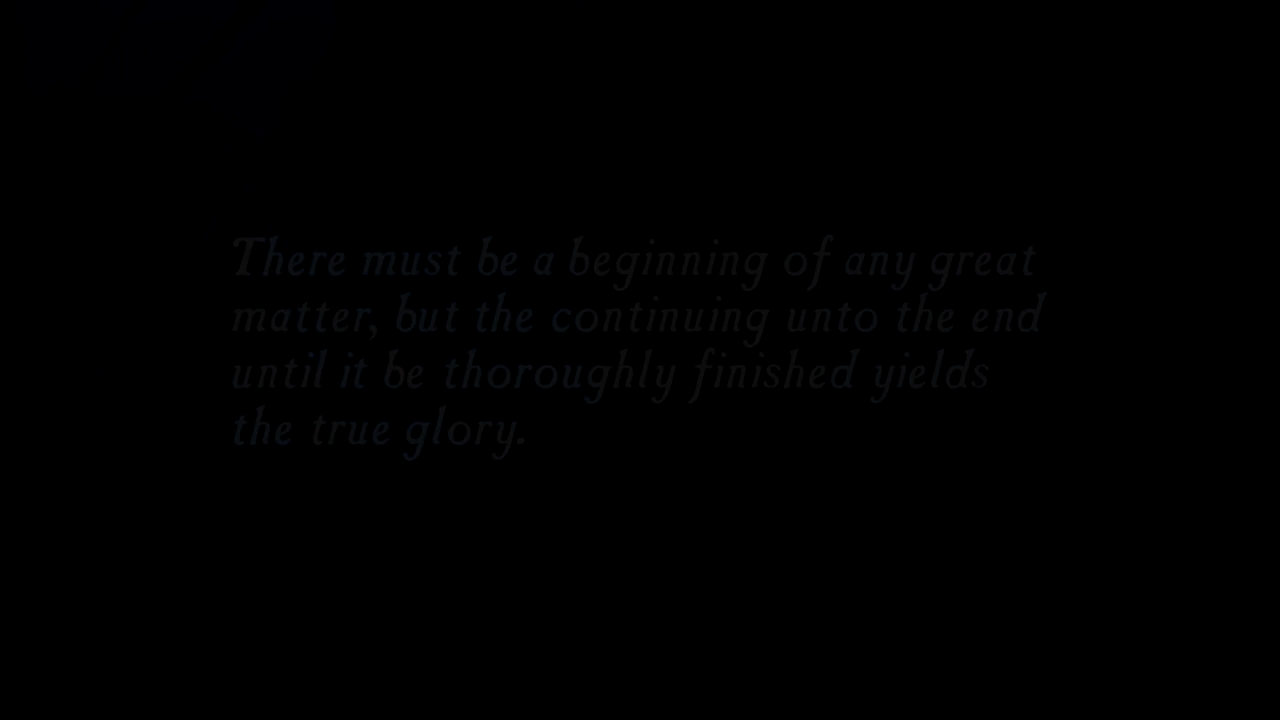 There must be a beginning of any great
matter, but the continuing unto the end
until it be thoroughly finished yields
the true glory.